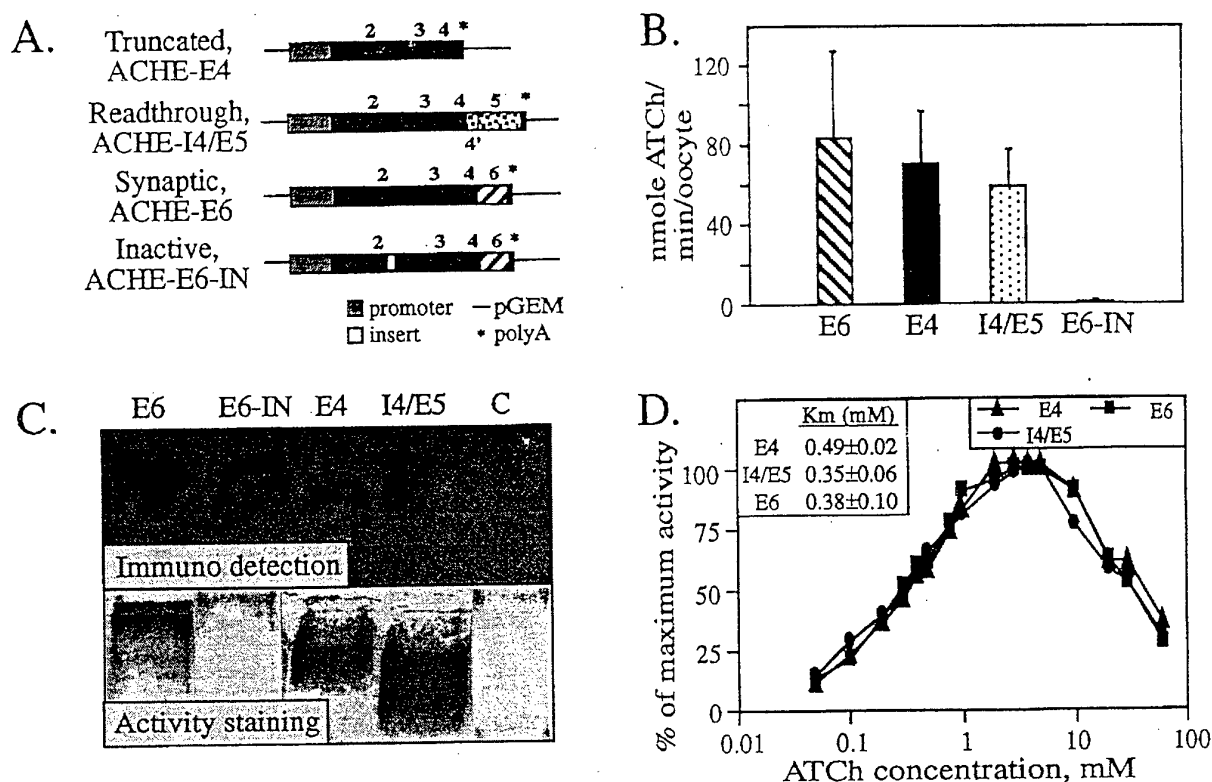 A.
Truncated,
ACHE-E4
2 3 4 *
Readthrough,
ACHE-I4/E5
2 3 4 5 *
4'
Synaptic,
ACHE-E6
2 3 4 6 *
Inactive,
ACHE-E6-IN
2 3 4 6 *
promoter — pGEM
insert * polyA
B.
nmole ATCh/
min/oocyte
120
80
40
0
E6 E4 I4/E5 E6-IN
C.
E6 E6-IN E4 I4/E5 C
Immuno detection
Activity staining
D.
Km (mM)
E4 0.49±0.02
I4/E5 0.35±0.06
E6 0.38±0.10
E4 E6
I4/E5
% of maximum activity
100
75
50
25
0
0.01 0.1 1 10 100
ATCh concentration, mM